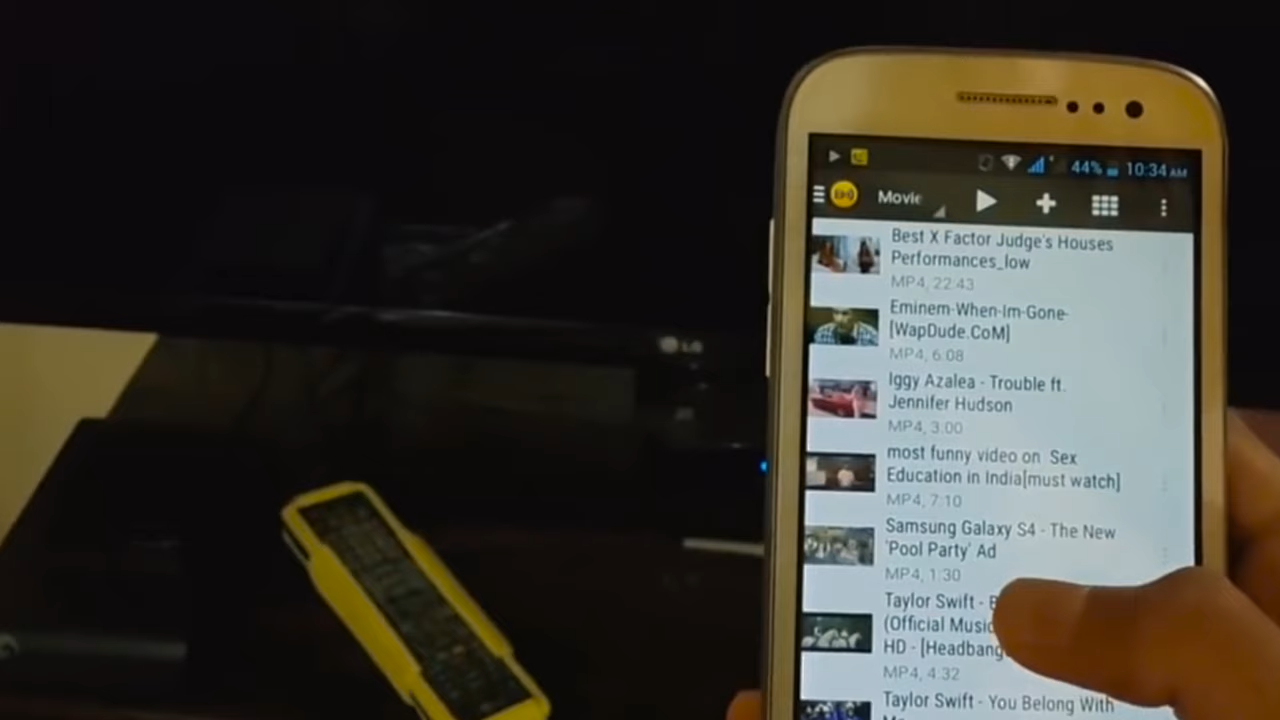 44% 10:34 AM
Movie
Best X Factor Judge's Houses
Performances_low
MP4, 22:43
Eminem-When-Im-Gone-
[WapDude.CoM]
MP4, 6:08
Iggy Azalea - Trouble ft.
Jennifer Hudson
MP4, 3:00
most funny video on Sex
Education in India[must watch]
MP4, 7:10
Samsung Galaxy S4 - The New
'Pool Party' Ad
MP4, 1:30
Taylor Swift -
(Official Music
HD - [Headbang
MP4, 4:32
Taylor Swift - You Belong With
LG